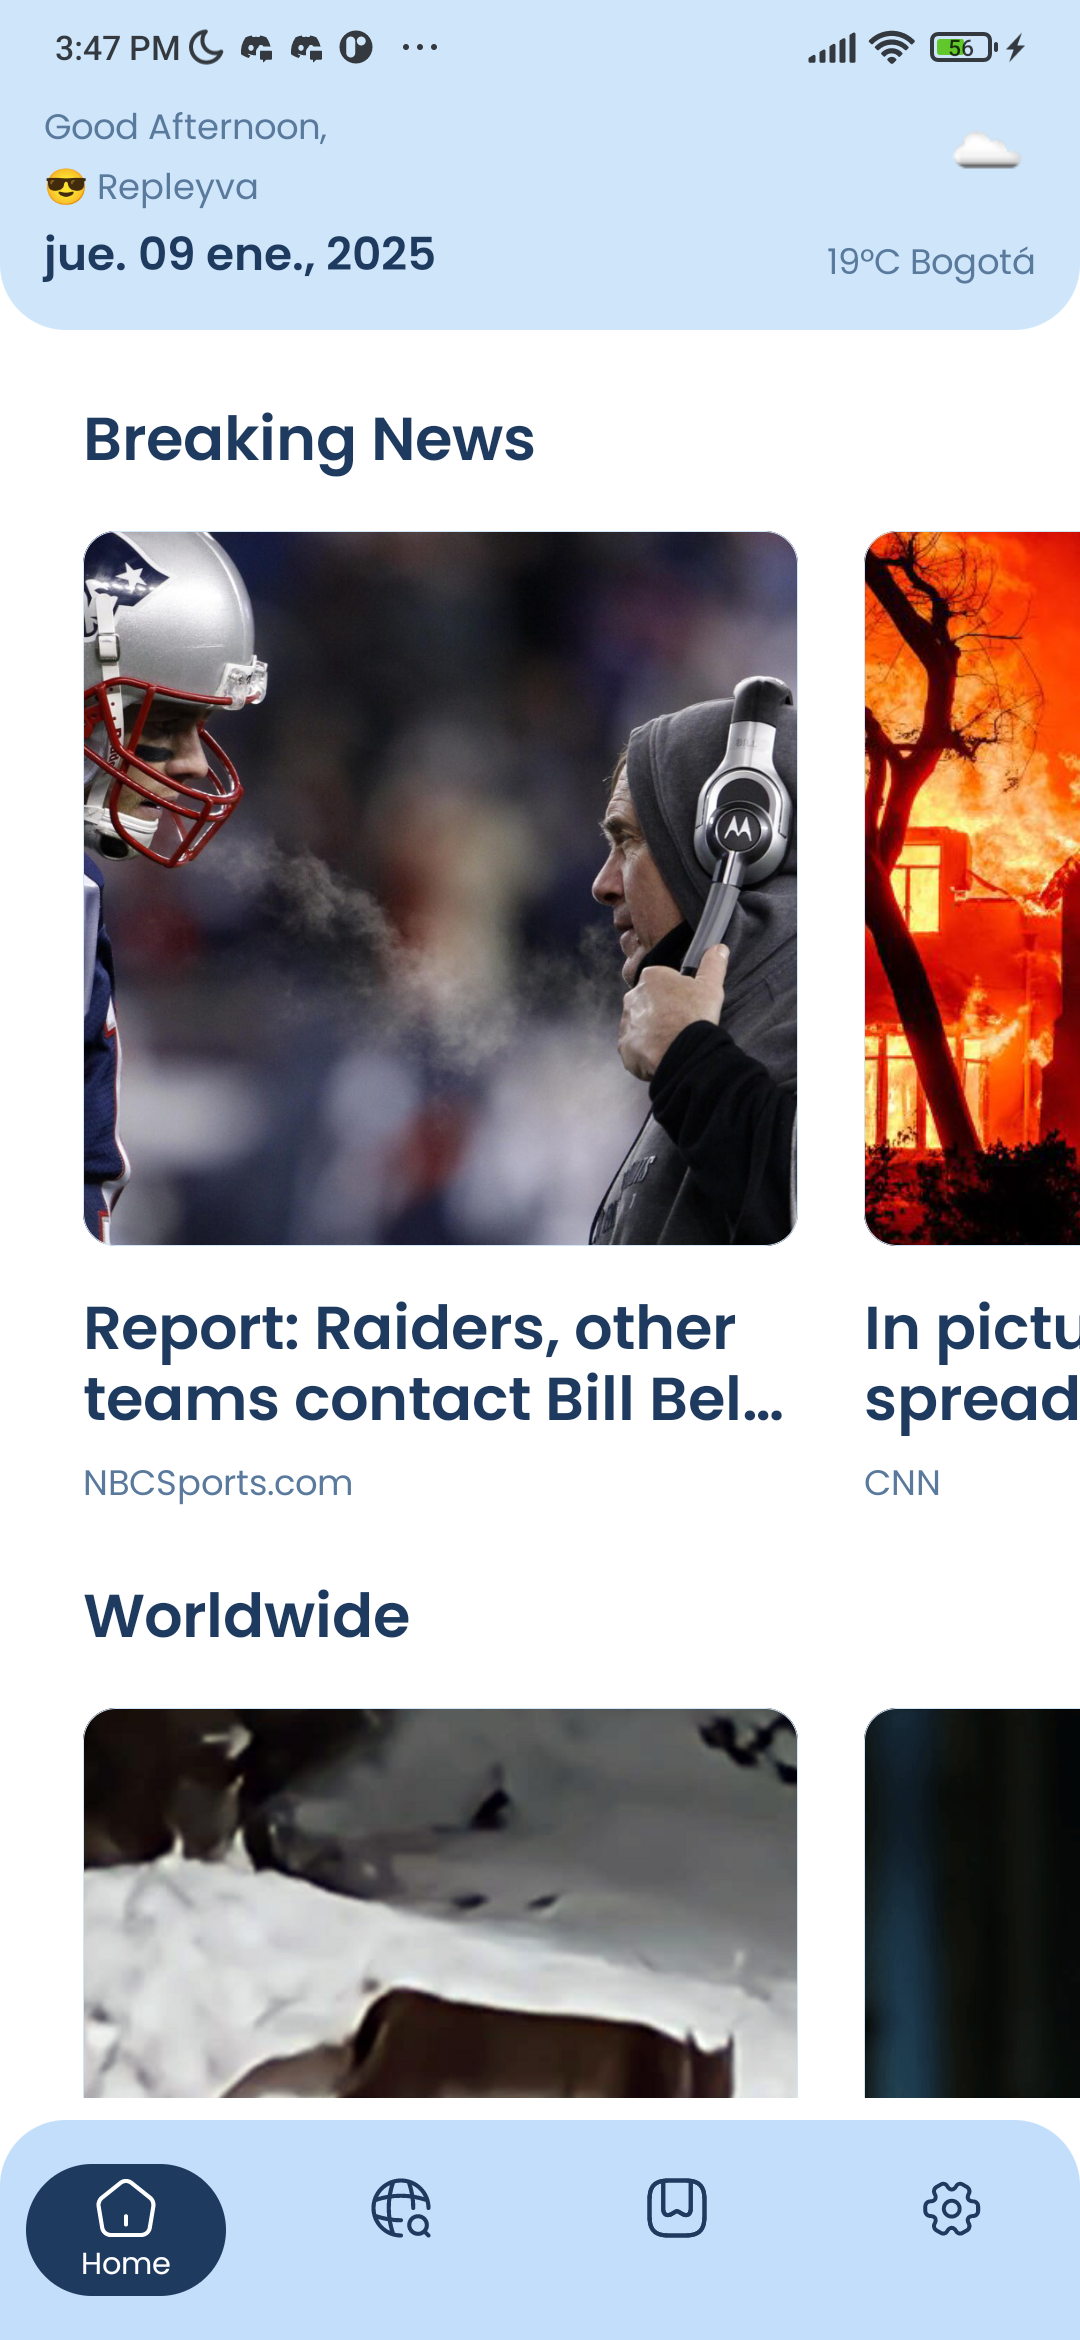 3:47 PM
56
Good Afternoon,
😎 Repleyva
jue. 09 ene., 2025
19°C Bogotá
Breaking News
Report: Raiders, other
teams contact Bill Bel...
NBCSports.com
In pictu
spread
CNN
Worldwide
Home